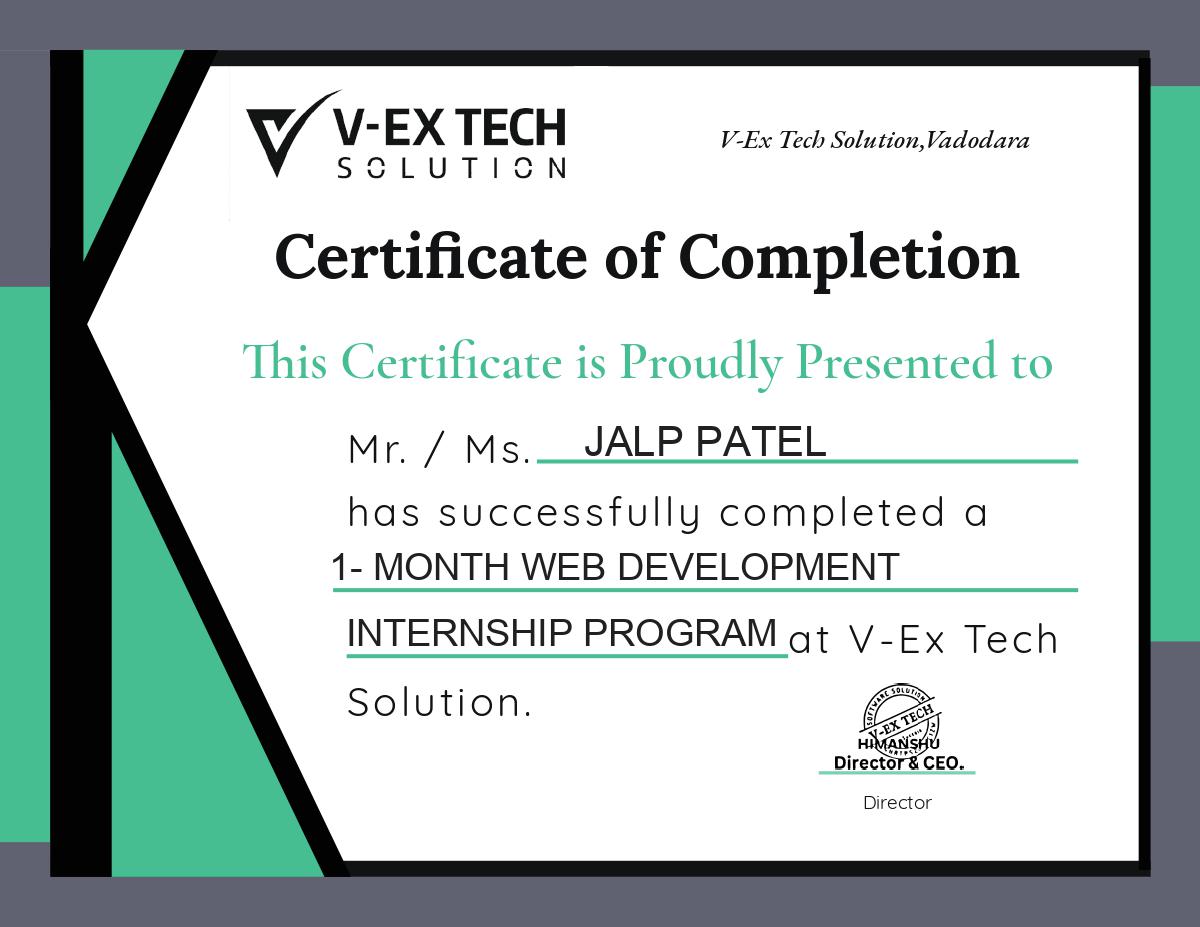 V-EX TECH
SOLUTION
V-Ex Tech Solution,Vadodara
Certificate of Completion
This Certificate is Proudly Presented to
Mr. / Ms. JALP PATEL
has successfully completed a
1- MONTH WEB DEVELOPMENT
INTERNSHIP PROGRAM at V-Ex Tech
Solution.
SOFTWARE SOLUTION
V-EX TECH
HIMANSHU
Director & CEO.
Director